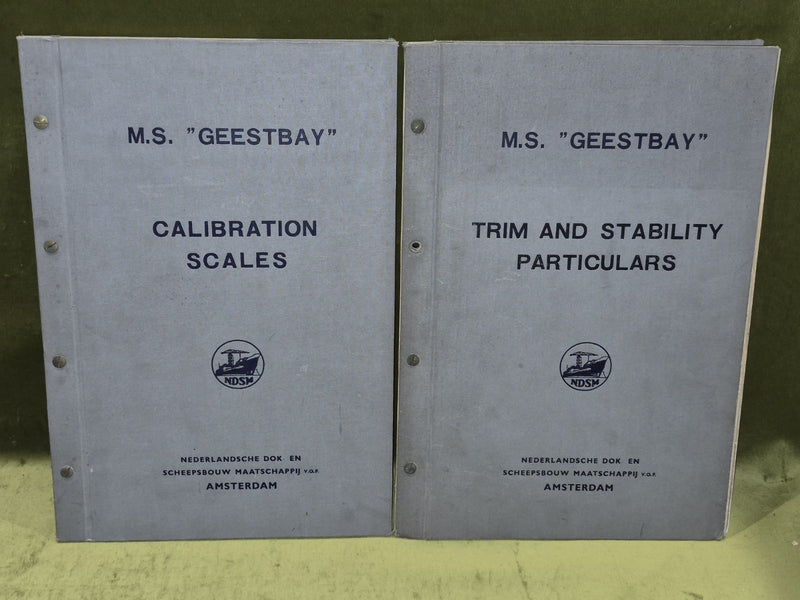 M.S. "GEESTBAY"
CALIBRATION
SCALES
NDSM
NEDERLANDSCHE DOK EN
SCHEEPSBOUW MAATSCHAPPIJ v.o.f.
AMSTERDAM
M.S. "GEESTBAY"
TRIM AND STABILITY
PARTICULARS
NDSM
NEDERLANDSCHE DOK EN
SCHEEPSBOUW MAATSCHAPPIJ v.o.f.
AMSTERDAM